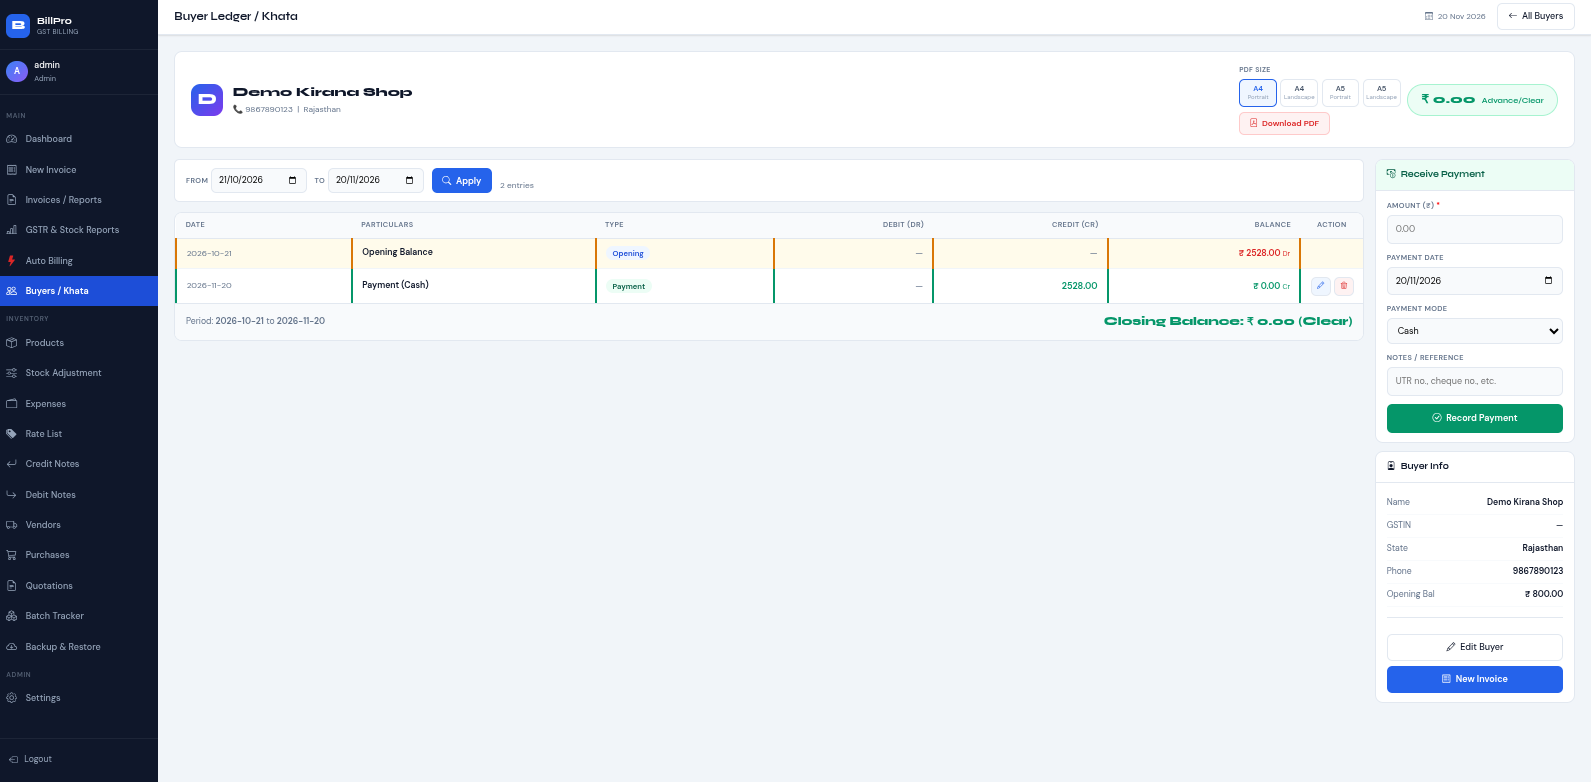 B
BillPro
GST BILLING
A
admin
Admin
MAIN
Dashboard
New Invoice
Invoices / Reports
GSTR & Stock Reports
Auto Billing
Buyers / Khata
INVENTORY
Products
Stock Adjustment
Expenses
Rate List
Credit Notes
Debit Notes
Vendors
Purchases
Quotations
Batch Tracker
Backup & Restore
ADMIN
Settings
Logout
Buyer Ledger / Khata
20 Nov 2026
← All Buyers
D
Demo Kirana Shop
9867890123 | Rajasthan
PDF SIZE
A4 Portrait
A4 Landscape
A5 Portrait
A5 Landscape
Download PDF
₹ 0.00 Advance/Clear
FROM 21/10/2026 TO 20/11/2026 Apply 2 entries
DATE PARTICULARS TYPE DEBIT (DR) CREDIT (CR) BALANCE ACTION
2026-10-21 Opening Balance Opening — — ₹ 2528.00 Dr
2026-11-20 Payment (Cash) Payment — 2528.00 ₹ 0.00 Cr
Period: 2026-10-21 to 2026-11-20 Closing Balance: ₹ 0.00 (Clear)
Receive Payment
AMOUNT (₹) *
0.00
PAYMENT DATE
20/11/2026
PAYMENT MODE
Cash
NOTES / REFERENCE
UTR no., cheque no., etc.
Record Payment
Buyer Info
Name Demo Kirana Shop
GSTIN —
State Rajasthan
Phone 9867890123
Opening Bal ₹ 800.00
Edit Buyer
New Invoice